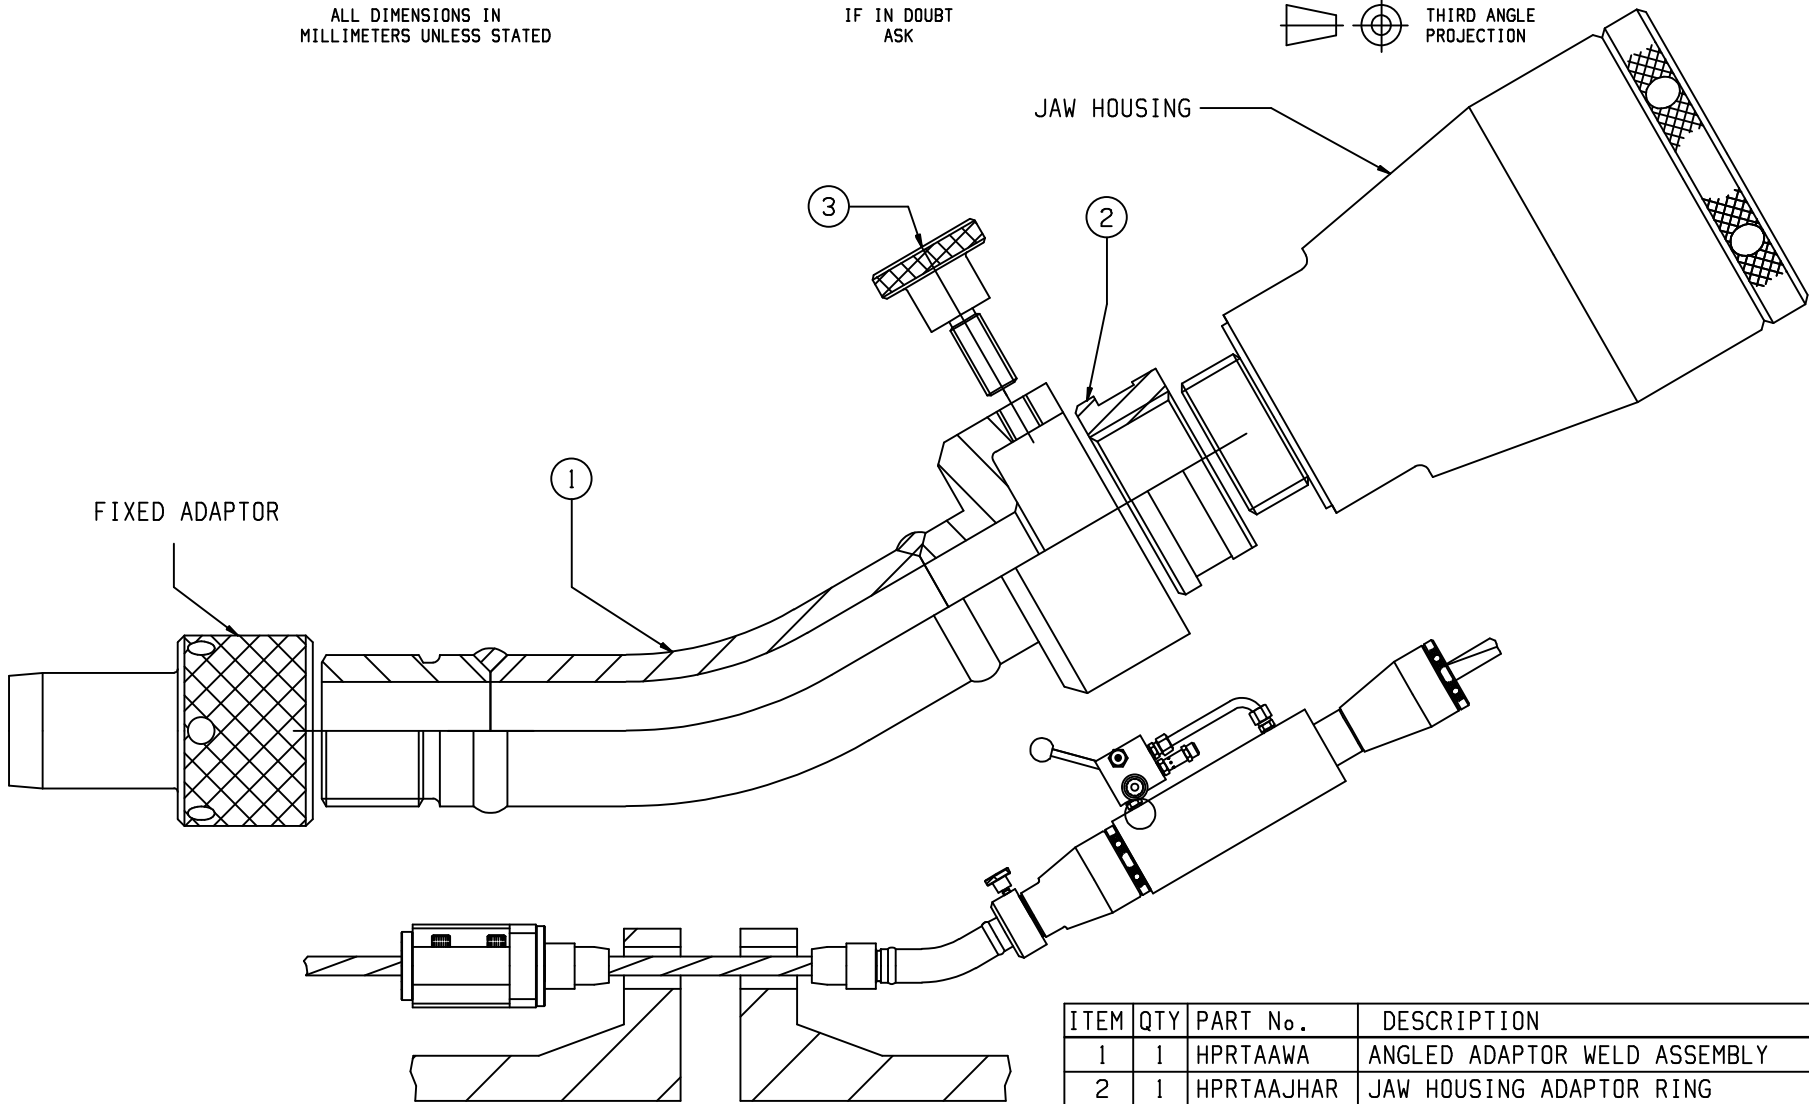 ALL DIMENSIONS IN
MILLIMETERS UNLESS STATED
IF IN DOUBT
ASK
THIRD ANGLE
PROJECTION
JAW HOUSING
3
2
1
FIXED ADAPTOR
ITEM QTY PART No. DESCRIPTION
1 1 HPRTAAWA ANGLED ADAPTOR WELD ASSEMBLY
2 1 HPRTAAJHAR JAW HOUSING ADAPTOR RING